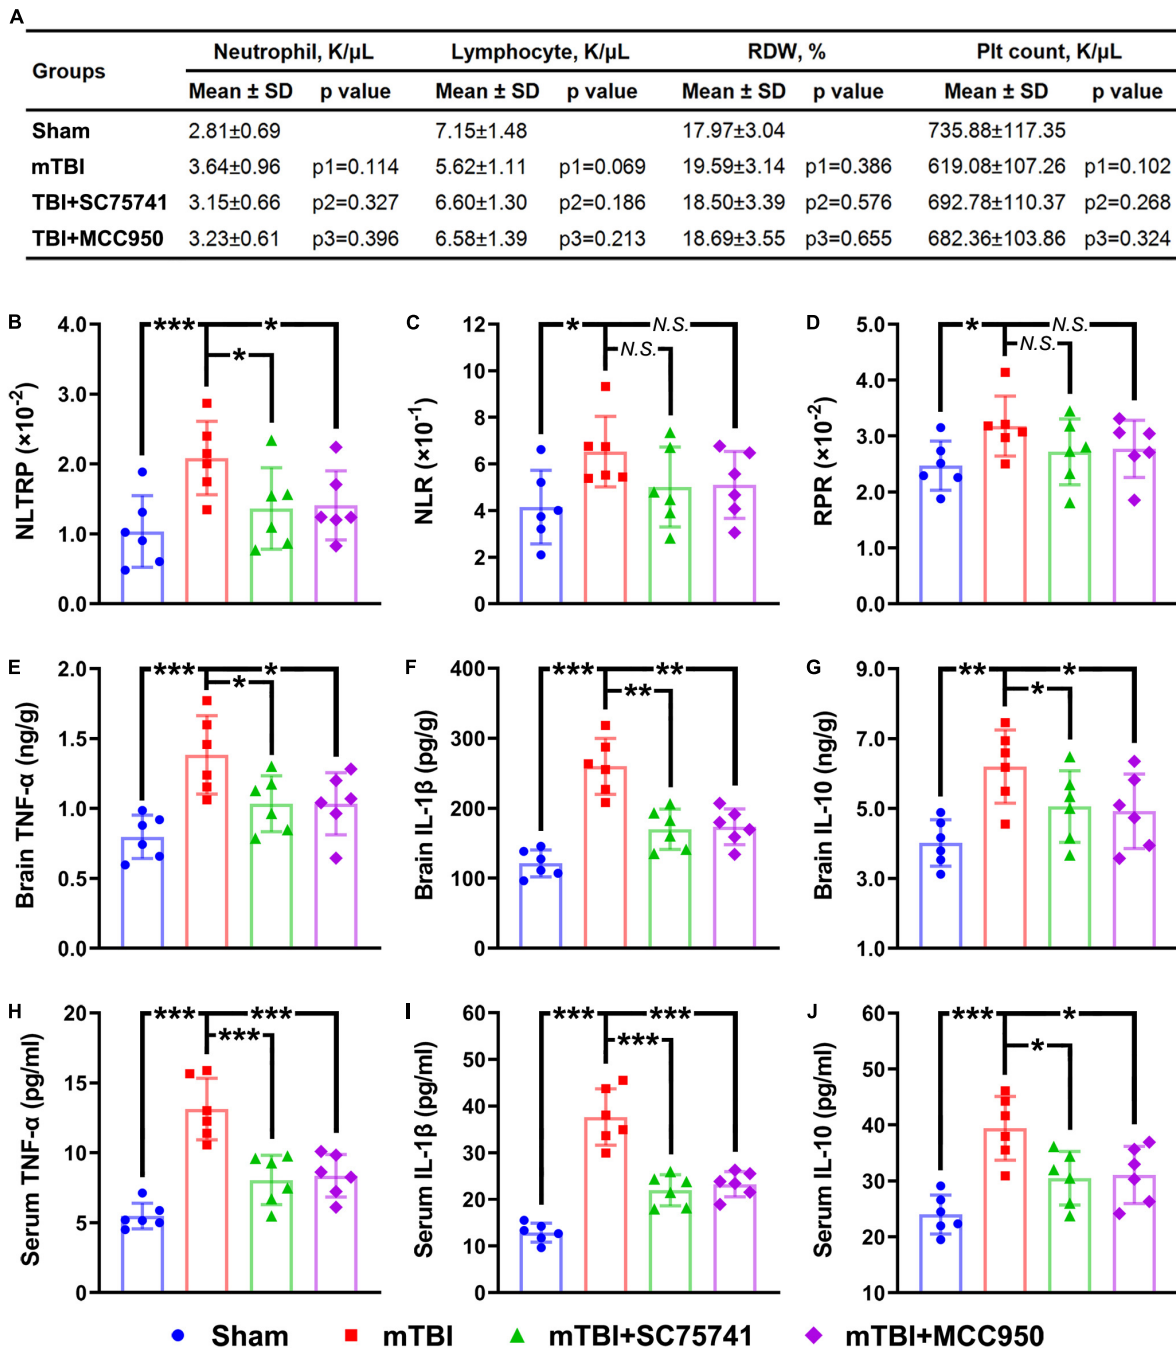 A
Groups Neutrophil, K/μL Lymphocyte, K/μL RDW, % Plt count, K/μL
Mean ± SD p value Mean ± SD p value Mean ± SD p value Mean ± SD p value
Sham 2.81±0.69 7.15±1.48 17.97±3.04 735.88±117.35
mTBI 3.64±0.96 p1=0.114 5.62±1.11 p1=0.069 19.59±3.14 p1=0.386 619.08±107.26 p1=0.102
TBI+SC75741 3.15±0.66 p2=0.327 6.60±1.30 p2=0.186 18.50±3.39 p2=0.576 692.78±110.37 p2=0.268
TBI+MCC950 3.23±0.61 p3=0.396 6.58±1.39 p3=0.213 18.69±3.55 p3=0.655 682.36±103.86 p3=0.324
B
NLTRP (×10-2)
4.0
3.0
2.0
1.0
0.0
*** *
*
C
NLR (×10-1)
12
10
8
6
4
2
0
* N.S.
N.S.
D
RPR (×10-2)
5.0
4.0
3.0
2.0
1.0
0.0
* N.S.
N.S.
E
Brain TNF-α (ng/g)
2.0
1.5
1.0
0.5
0.0
*** *
*
F
Brain IL-1β (pg/g)
400
300
200
100
0
*** **
**
G
Brain IL-10 (ng/g)
9.0
7.0
5.0
3.0
1.0
** *
*
H
Serum TNF-α (pg/ml)
20
15
10
5
0
*** ***
***
I
Serum IL-1β (pg/ml)
60
50
40
30
20
10
0
*** ***
***
J
Serum IL-10 (pg/ml)
60
50
40
30
20
10
*** *
*
Sham mTBI mTBI+SC75741 mTBI+MCC950